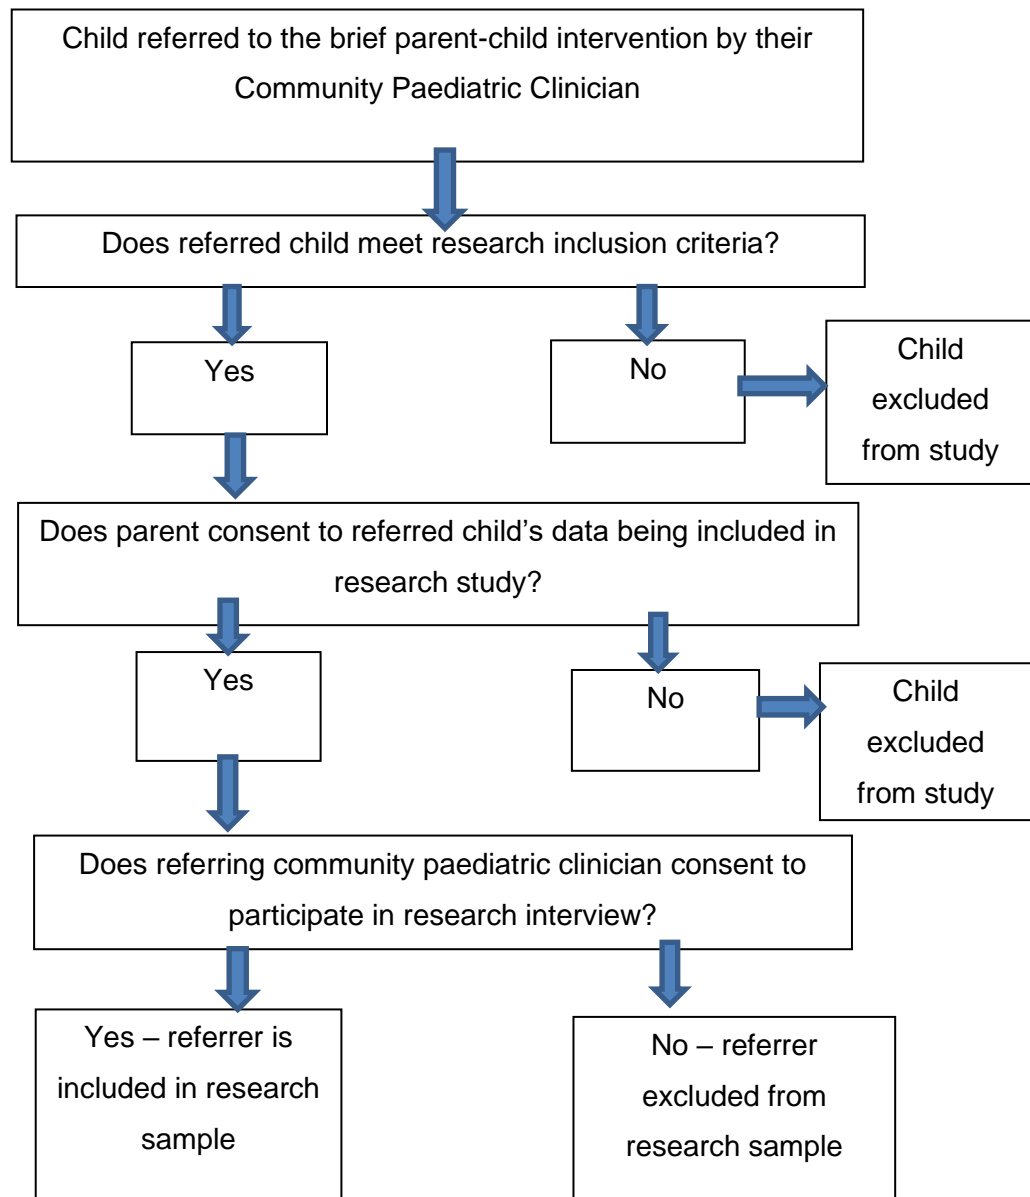 Child referred to the brief parent-child intervention by their
Community Paediatric Clinician
Does referred child meet research inclusion criteria?
Yes
No
Child
excluded
from study
Does parent consent to referred child’s data being included in
research study?
Yes
No
Child
excluded
from study
Does referring community paediatric clinician consent to
participate in research interview?
Yes – referrer is
included in research
sample
No – referrer
excluded from
research sample